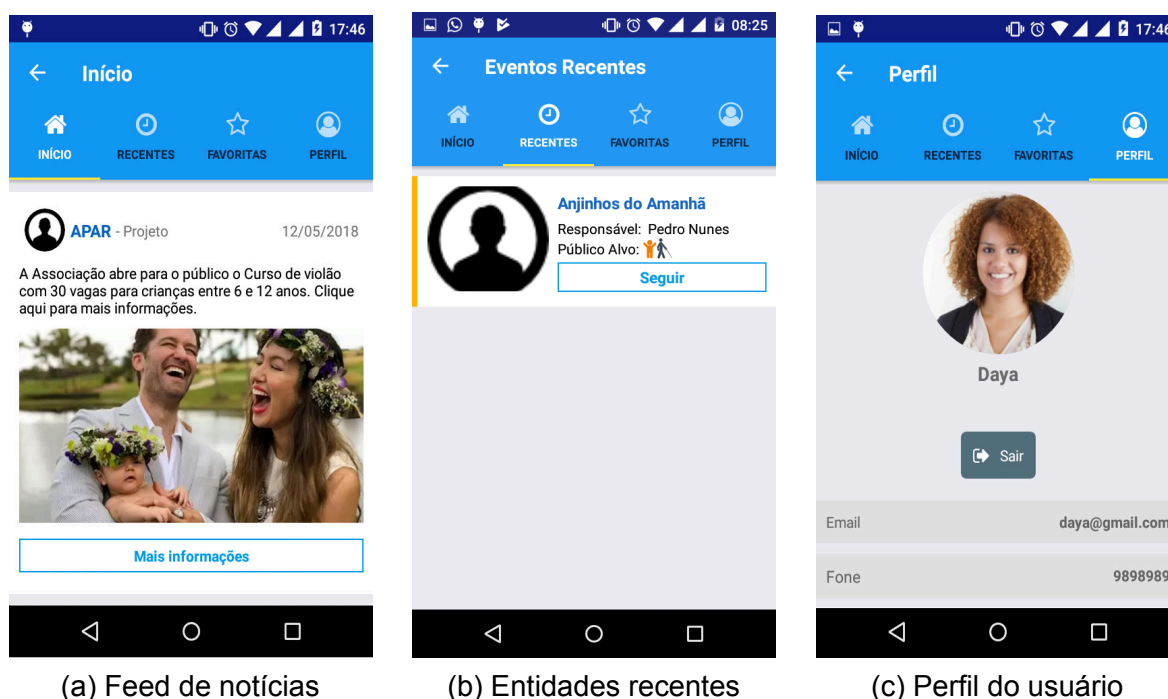 17:46
Início
INÍCIO RECENTES FAVORITAS PERFIL
APAR - Projeto 12/05/2018
A Associação abre para o público o Curso de violão
com 30 vagas para crianças entre 6 e 12 anos. Clique
aqui para mais informações.
Mais informações
(a) Feed de notícias
08:25
Eventos Recentes
INÍCIO RECENTES FAVORITAS PERFIL
Anjinhos do Amanhã
Responsável: Pedro Nunes
Público Alvo:
Seguir
(b) Entidades recentes
17:46
Perfil
INÍCIO RECENTES FAVORITAS PERFIL
Daya
Sair
Email daya@gmail.com
Fone 9898989
(c) Perfil do usuário